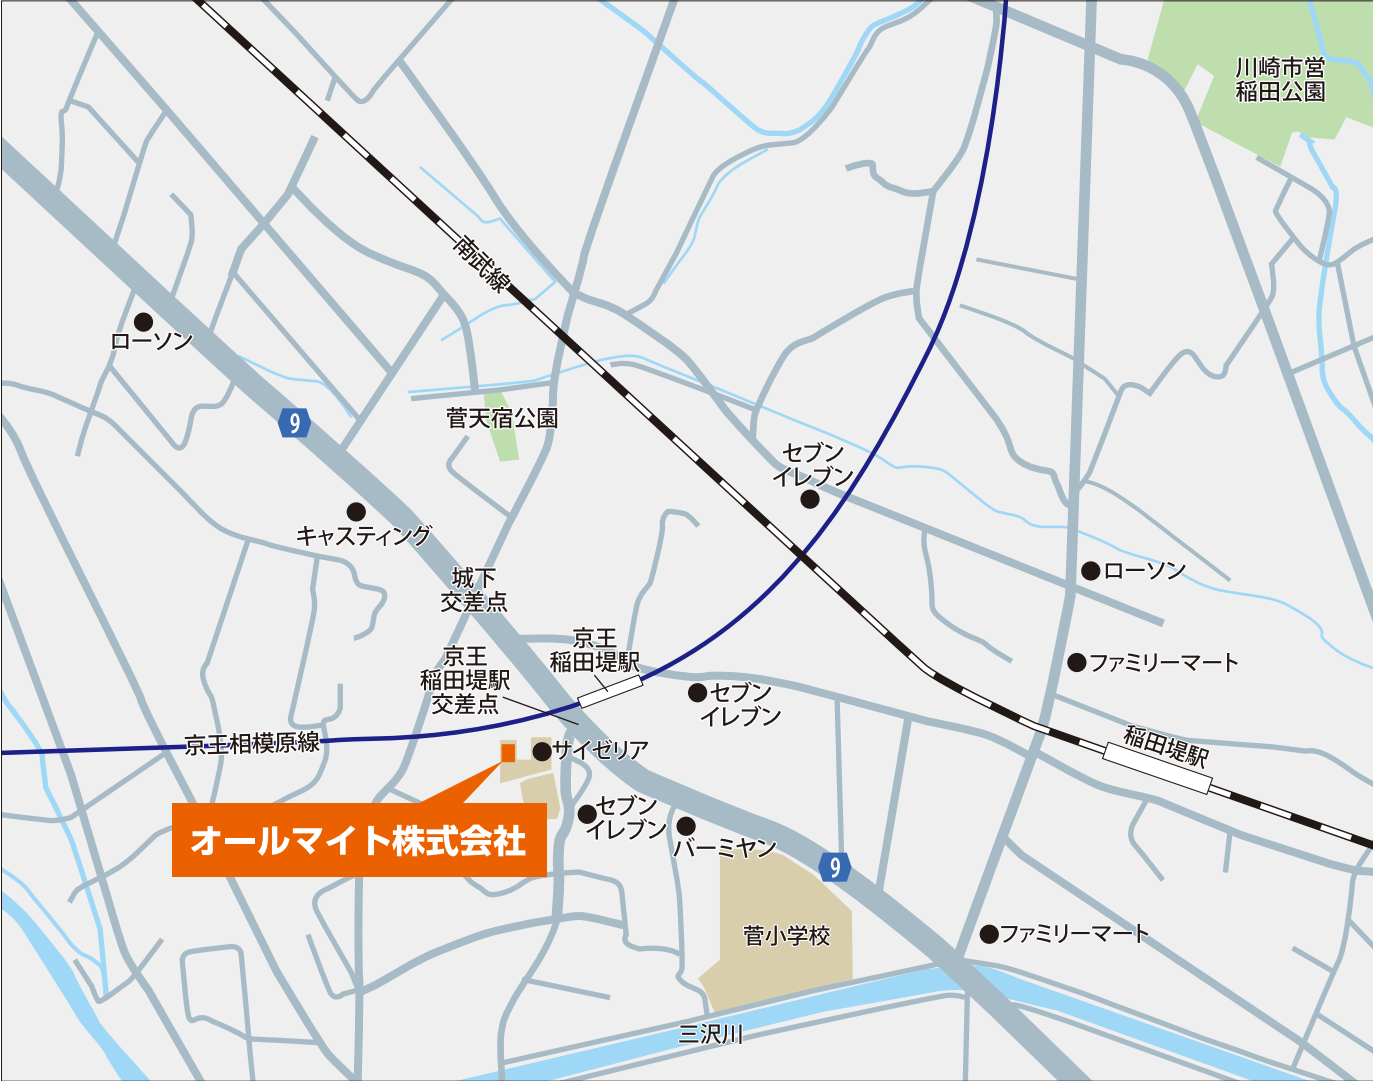 川崎市営
稲田公園
南武線
ローソン
菅天宿公園
9
セブン
イレブン
キャスティング
城下
交差点
ローソン
京王
稲田堤駅
京王
稲田堤駅
交差点
ファミリーマート
セブン
イレブン
京王相模原線
サイゼリア
稲田堤駅
セブン
イレブン
オールマイト株式会社
バーミヤン
9
菅小学校
ファミリーマート
三沢川